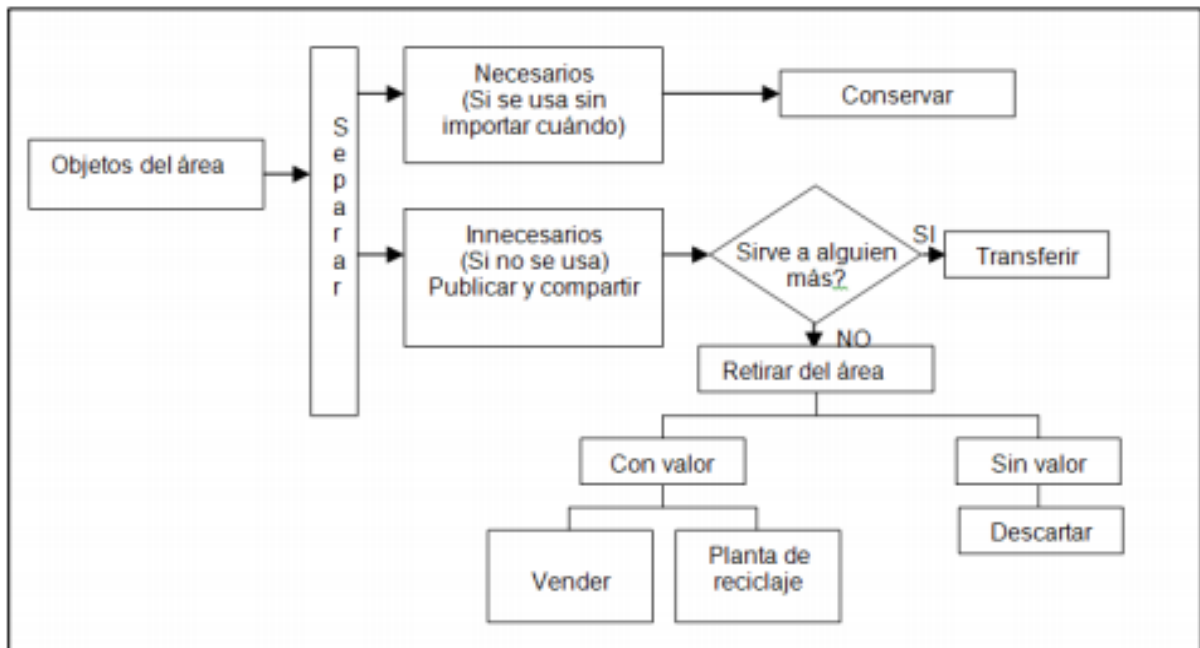 Objetos del área
Separar
Necesarios
(Si se usa sin
importar cuándo)
Conservar
Innecesarios
(Si no se usa)
Publicar y compartir
Sirve a alguien
más?
SI
Transferir
NO
Retirar del área
Con valor
Sin valor
Vender
Planta de
reciclaje
Descartar